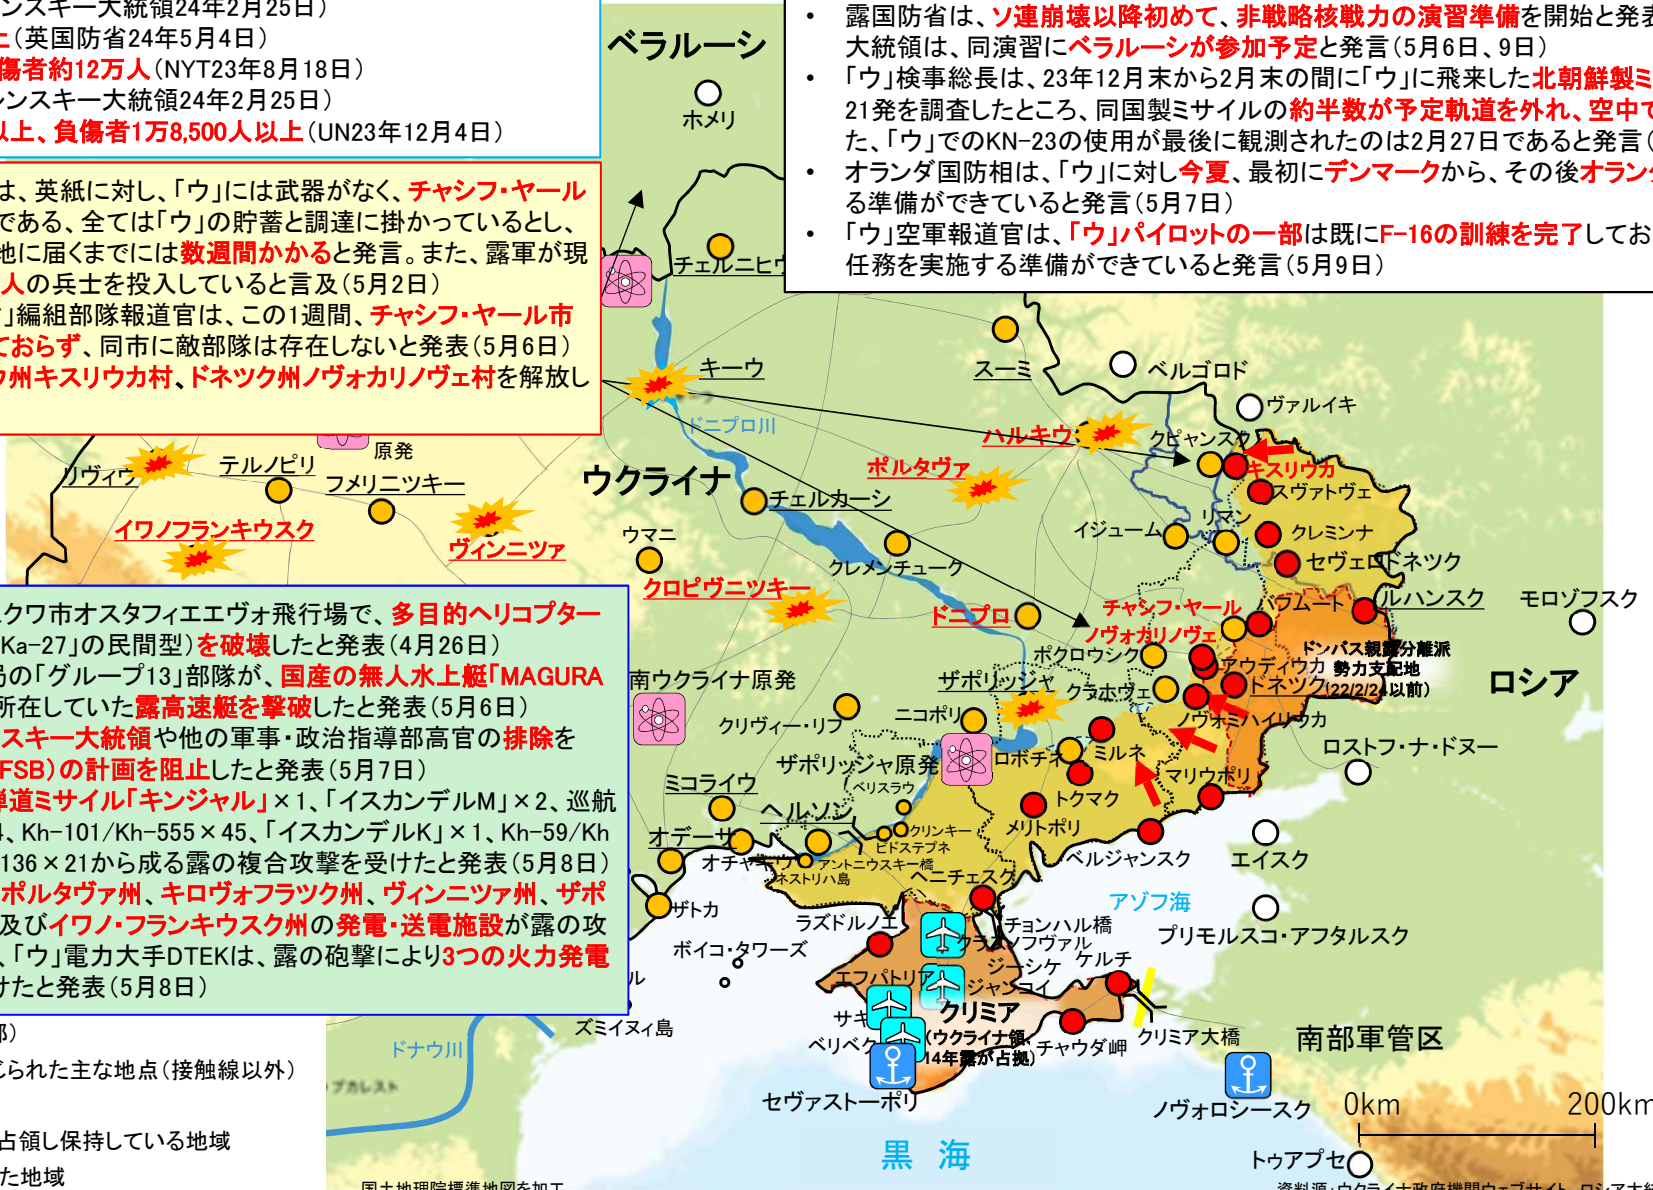 ンスキー大統領24年2月25日）
上（英国防省24年5月4日）
傷者約12万人（NYT23年8月18日）
レンスキー大統領24年2月25日）
以上、負傷者1万8,500人以上（UN23年12月4日）
• 露国防省は、ソ連崩壊以降初めて、非戦略核戦力の演習準備を開始と発表
大統領は、同演習にベラルーシが参加予定と発言（5月6日、9日）
• 「ウ」検事総長は、23年12月末から2月末の間に「ウ」に飛来した北朝鮮製ミ
21発を調査したところ、同国製ミサイルの約半数が予定軌道を外れ、空中で
た、「ウ」でのKN-23の使用が最後に観測されたのは2月27日であると発言（
• オランダ国防相は、「ウ」に対し今夏、最初にデンマークから、その後オランダ
る準備ができていると発言（5月7日）
• 「ウ」空軍報道官は、「ウ」パイロットの一部は既にF-16の訓練を完了してお
任務を実施する準備ができていると発言（5月9日）
は、英紙に対し、「ウ」には武器がなく、チャシフ・ヤール
である、全ては「ウ」の貯蓄と調達に掛かっているとし、
地に届くまでには数週間かかると発言。また、露軍が現
人の兵士を投入していると言及（5月2日）
」編組部隊報道官は、この1週間、チャシフ・ヤール市
ておらず、同市に敵部隊は存在しないと発表（5月6日）
ウ州キスリウカ村、ドネツク州ノヴォカリノヴェ村を解放し
スクワ市オスタフィエエヴォ飛行場で、多目的ヘリコプター
Ka-27」の民間型）を破壊したと発表（4月26日）
局の「グループ13」部隊が、国産の無人水上艇「MAGURA
所在していた露高速艇を撃破したと発表（5月6日）
スキー大統領や他の軍事・政治指導部高官の排除を
FSB）の計画を阻止したと発表（5月7日）
弾道ミサイル「キンジャル」×1、「イスカンデルM」×2、巡航
4、Kh-101/Kh-555×45、「イスカンデルK」×1、Kh-59/Kh
136×21から成る露の複合攻撃を受けたと発表（5月8日）
ポルタヴァ州、キロヴォフラツク州、ヴィンニツァ州、ザポ
及びイワノ・フランキウスク州の発電・送電施設が露の攻
、「ウ」電力大手DTEKは、露の砲撃により3つの火力発電
けたと発表（5月8日）
ベラルーシ
ホメリ
チェルニヒウ
キーウ
ドニプロ川
スーミ
ベルゴロド
ヴァルイキ
ハルキウ
クピャンスク
キスリウカ
スヴァトヴェ
原発
リヴィウ
テルノピリ
フメリニツキー
ウクライナ
ポルタヴァ
チェルカーシ
イワノフランキウスク
ヴィンニツァ
ウマニ
クレメンチューク
イジューム
リマン
クレミンナ
セヴェロドネツク
クロピヴニツキー
ドニプロ
チャシフ・ヤール
バフムート
ルハンスク
モロゾフスク
ノヴォカリノヴェ
ポクロウシク
アウディウカ
ドンバス親露分離派
勢力支配地
(22/2/24以前)
ロシア
南ウクライナ原発
ザポリッジャ
クラホヴェ
ドネツク
クリヴィー・リフ
ニコポリ
ノヴォミハイリウカ
ロストフ・ナ・ドヌー
ザポリッジャ原発
ロボチネ
ミルネ
マリウポリ
ミコライウ
ベリスラウ
トクマク
ヘルソン
クリンキー
メリトポリ
オデーサ
ビドステプネ
オチャキウ
アントニウスキー橋
ベルジャンスク
エイスク
ネストリハ島
ヘニチェスク
アゾフ海
ザトカ
ラズドルノエ
チョンハル橋
プリモルスコ・アフタルスク
ボイコ・タワーズ
クラスノフヴァル
ジーシケ
ケルチ
ル
エフパトリア
ジャンコイ
サキ
クリミア
ズミイヌィ島
ベリベク
（ウクライナ領、
14年露が占拠）
チャウダ岬
クリミア大橋
南部軍管区
ドナウ川
ブカレスト
セヴァストーポリ
ノヴォロシースク
0km
200km
黒 海
トゥアプセ
部）
じられた主な地点（接触線以外）
占領し保持している地域
た地域
国土地理院標準地図を加工
資料源：ウクライナ政府機関ウェブサイト、ロシア大統